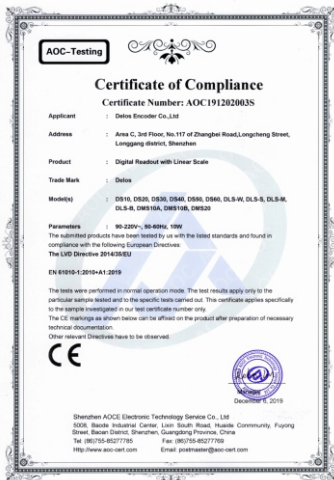 AOC-Testing
Certificate of Compliance
Certificate Number: AOC191202003S
Applicant : Delos Encoder Co.,Ltd
Address : Area C, 3rd Floor, No.117 of Zhangbei Road,Longcheng Street,
Longgang district, Shenzhen
Product : Digital Readout with Linear Scale
Trade Mark : Delos
Model(s) : DS10, DS20, DS30, DS40, DS50, DS60, DLS-W, DLS-S, DLS-M,
DLS-B, DMS10A, DMS10B, DMS20
Parameters : 90-220V~, 50-60Hz, 10W
The submitted products have been tested by us with the listed standards and found in
compliance with the following European Directives:
The LVD Directive 2014/35/EU
EN 61010-1:2010+A1:2019
The tests were performed in normal operation mode. The test results apply only to the
particular sample tested and to the specific tests carried out. This certificate applies specifically
to the sample investigated in our test certificate number only.
The CE markings as shown below can be affixed on the product after preparation of necessary
technical documentation.
Other relevant Directives have to be observed.
CE
Manager
December 6, 2019
Shenzhen AOCE Electronic Technology Service Co., Ltd
Baode Industrial Center, Lixin South Road, Huaide Community, Fuyong
Street, Baoan District, Shenzhen, Guangdong Province, China
Tel: (86)755-85277785 Fax: (86)755-85277769
Http://www.aoc-cert.com Email: postmaster@aoc-cert.com